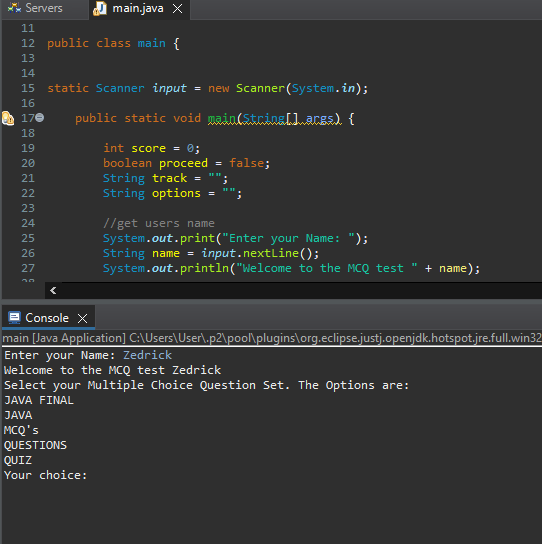 Servers main.java
11
12 public class main {
13
14
15 static Scanner input = new Scanner(System.in);
16
17 public static void main(String[] args) {
18
19 int score = 0;
20 boolean proceed = false;
21 String track = "";
22 String options = "";
23
24 //get users name
25 System.out.print("Enter your Name: ");
26 String name = input.nextLine();
27 System.out.println("Welcome to the MCQ test " + name);
Console
main [Java Application] C:\Users\User\.p2\pool\plugins\org.eclipse.justj.openjdk.hotspot.jre.full.win32
Enter your Name: Zedrick
Welcome to the MCQ test Zedrick
Select your Multiple Choice Question Set. The Options are:
JAVA FINAL
JAVA
MCQ's
QUESTIONS
QUIZ
Your choice: